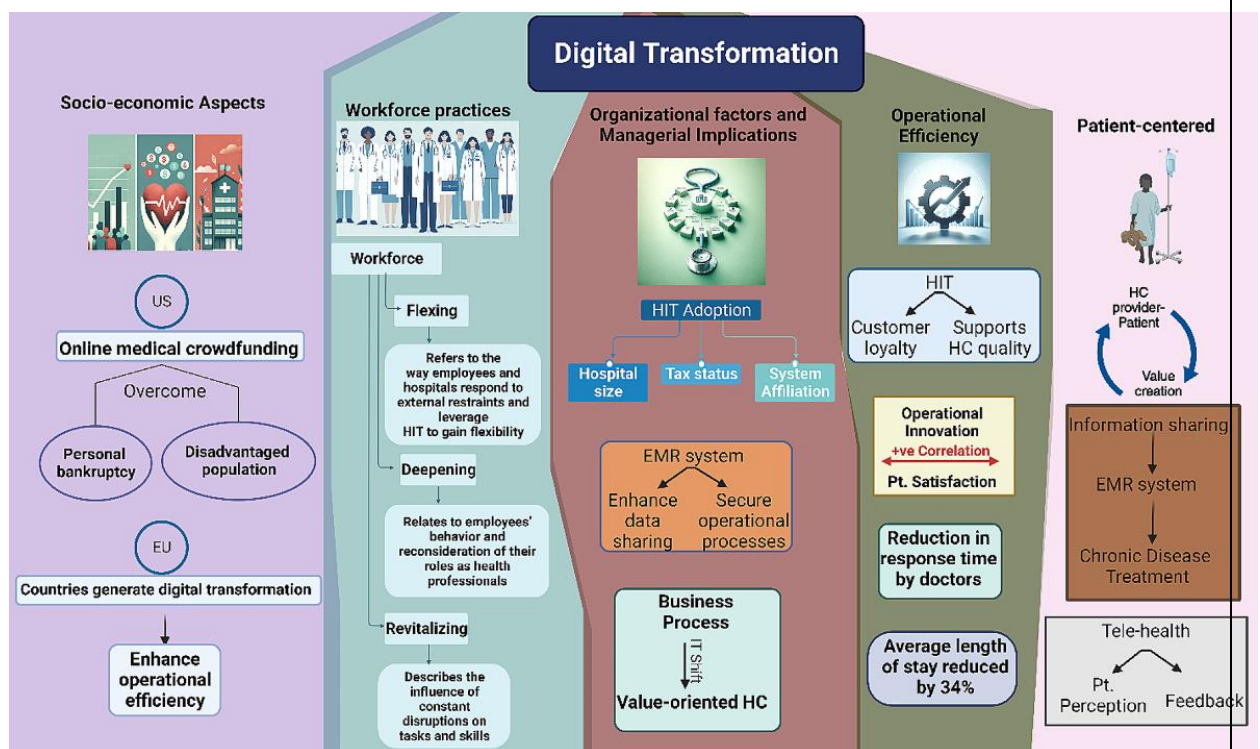 Digital Transformation
Socio-economic Aspects
US
Online medical crowdfunding
Overcome
Personal
bankruptcy
Disadvantaged
population
EU
Countries generate digital transformation
Enhance
operational
efficiency
Workforce practices
Workforce
Flexing
Refers to the
way employees and
hospitals respond to
external restraints and
leverage
HIT to gain flexibility
Deepening
Relates to employees'
behavior and
reconsideration of their
roles as health
professionals
Revitalizing
Describes the
influence of
constant
disruptions on
tasks and skills
Organizational factors and
Managerial Implications
HIT Adoption
Hospital
size
Tax status
System
Affiliation
EMR system
Enhance
data
sharing
Secure
operational
processes
Business
Process
IT Shift
Value-oriented HC
Operational
Efficiency
HIT
Customer
loyalty
Supports
HC quality
Operational
Innovation
+ve Correlation
Pt. Satisfaction
Reduction in
response time
by doctors
Average length
of stay reduced
by 34%
Patient-centered
HC
provider-
Patient
Value
creation
Information sharing
EMR system
Chronic Disease
Treatment
Tele-health
Pt.
Perception
Feedback